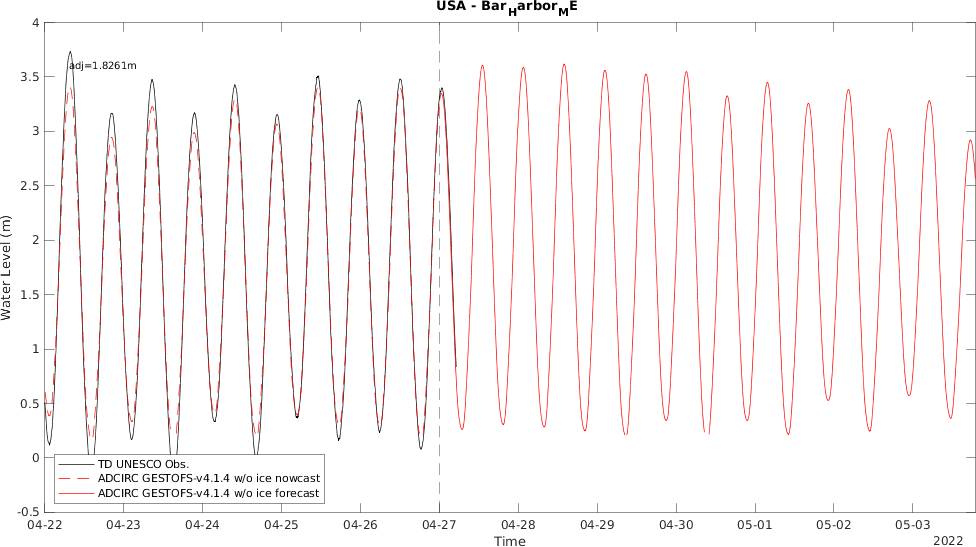 USA - BarHarborME
4
adj=1.8261m
3.5
3
2.5
2
1.5
1
0.5
0
-0.5
Water Level (m)
TD UNESCO Obs.
ADCIRC GESTOFS-v4.1.4 w/o ice nowcast
ADCIRC GESTOFS-v4.1.4 w/o ice forecast
04-22 04-23 04-24 04-25 04-26 04-27 04-28 04-29 04-30 05-01 05-02 05-03
Time
2022